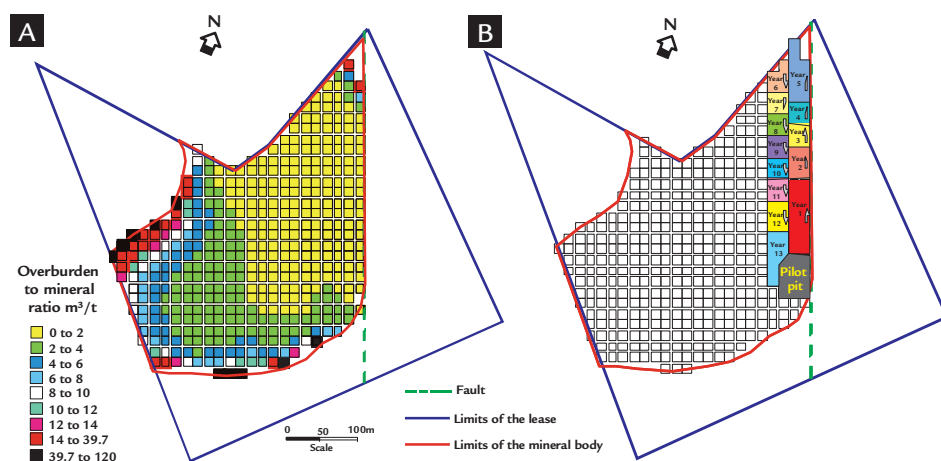 A
N
Overburden
to mineral
ratio m³/t
0 to 2
2 to 4
4 to 6
6 to 8
8 to 10
10 to 12
12 to 14
14 to 39.7
39.7 to 120
0 50 100m
Scale
Fault
Limits of the lease
Limits of the mineral body
B
N
Year
6
Year
5
Year
7
Year
4
Year
8
Year
3
Year
9
Year
2
Year
10
Year
11
Year
1
Year
12
Year
13
Pilot
pit